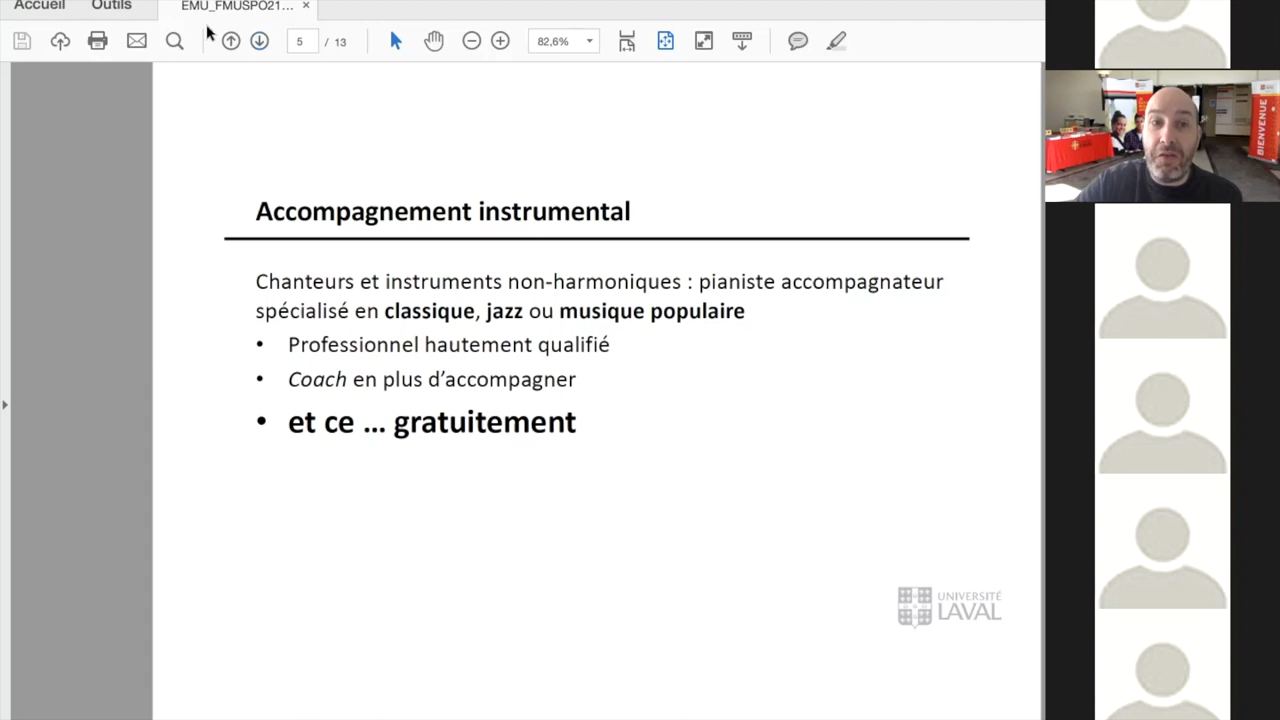 Accueil
Outils
EMU_FMUSPO21... ×
5 / 13
82,6%
BIENVENUE
Accompagnement instrumental
Chanteurs et instruments non-harmoniques : pianiste accompagnateur
spécialisé en classique, jazz ou musique populaire
• Professionnel hautement qualifié
• Coach en plus d’accompagner
• et ce … gratuitement
UNIVERSITÉ
LAVAL